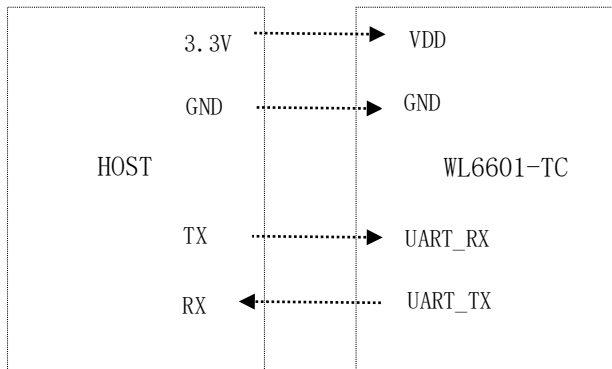 3.3V VDD
GND GND
HOST WL6601-TC
TX UART_RX
RX UART_TX